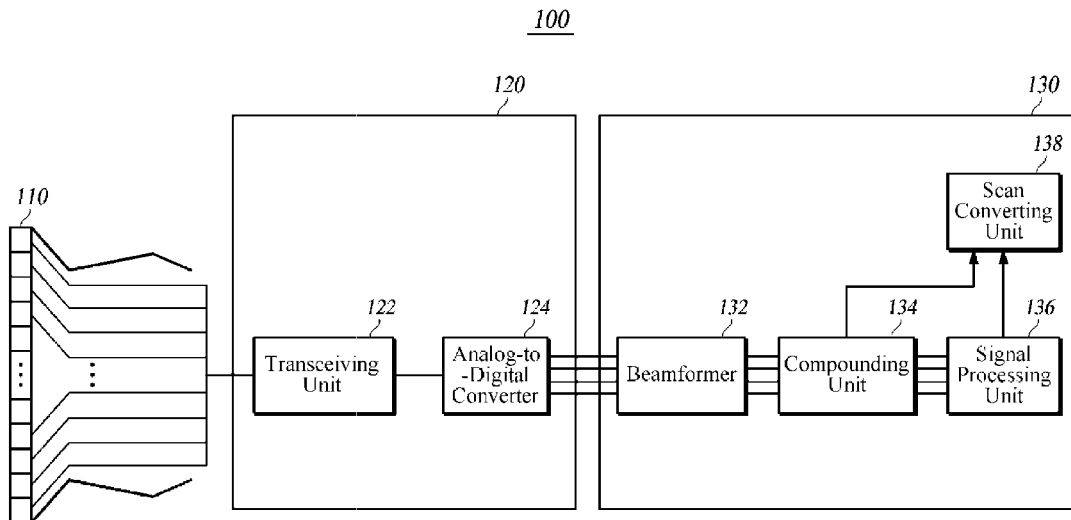 100
120
130
138
Scan
Converting
Unit
110
122
Transceiving
Unit
124
Analog-to
-Digital
Converter
132
Beamformer
134
Compounding
Unit
136
Signal
Processing
Unit